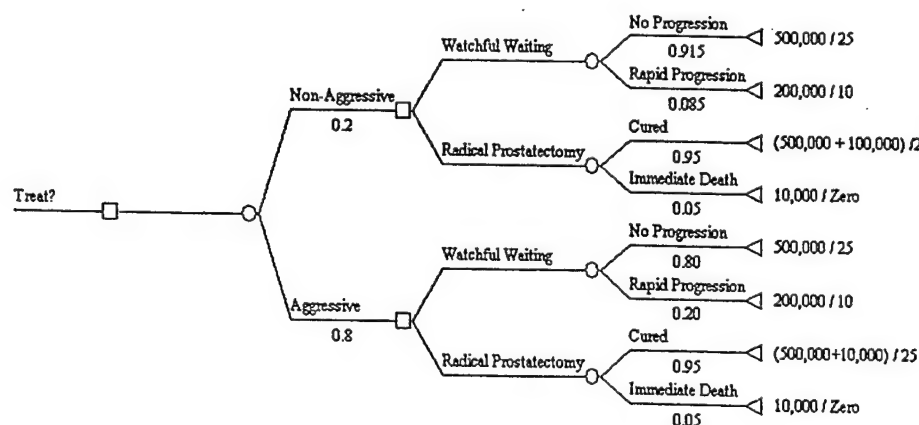 No Progression
500,000 / 25
Watchful Waiting
0.915
Rapid Progression
200,000 / 10
Non-Aggressive
0.085
0.2
Cured
(500,000 + 100,000) /2
Radical Prostatectomy
0.95
Immediate Death
10,000 / Zero
Treat?
0.05
No Progression
500,000 / 25
Watchful Waiting
0.80
Rapid Progression
200,000 / 10
Aggressive
0.20
0.8
Cured
(500,000+10,000) / 25
Radical Prostatectomy
0.95
Immediate Death
10,000 / Zero
0.05